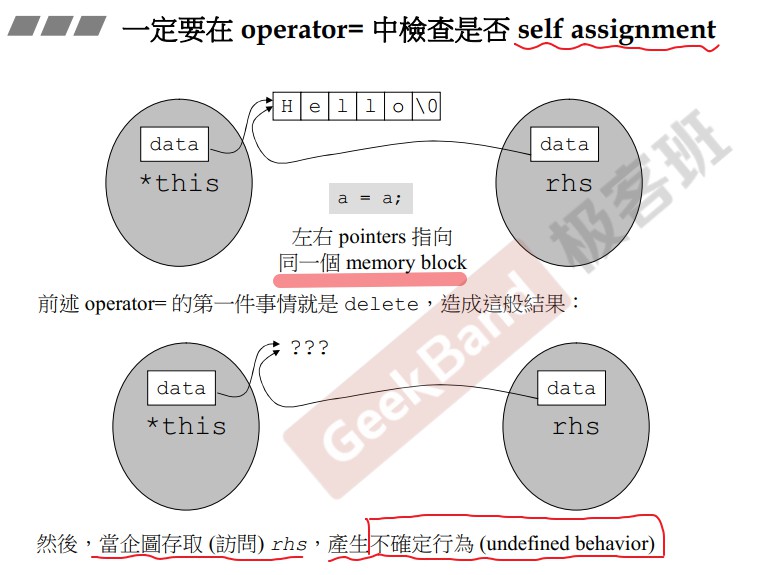 一定要在 operator= 中檢查是否 self assignment
H e l l o \0
data
*this
data
rhs
a = a;
左右 pointers 指向
同一個 memory block
前述 operator= 的第一件事情就是 delete，造成這般結果：
???
data
*this
data
rhs
然後，當企圖存取 (訪問) rhs，產生不確定行為 (undefined behavior)
GeekBand 极客班